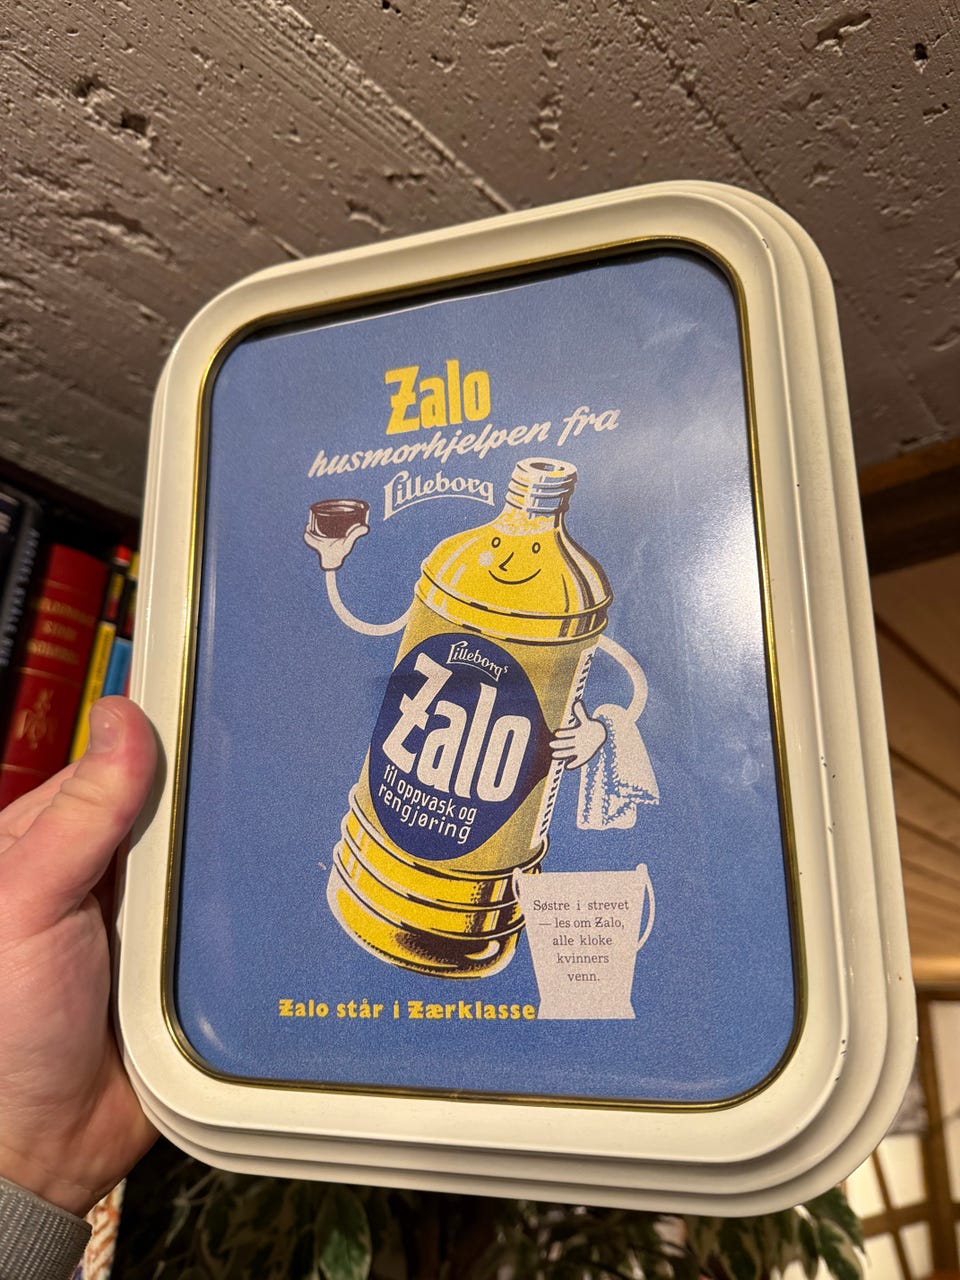 Zalo
husmorhjelpen fra
Lilleborg
Lilleborgs
Zalo
til oppvask og
rengjøring
Søstre i strevet
— les om Zalo,
alle kloke
kvinners
venn.
Zalo står i Zærklasse